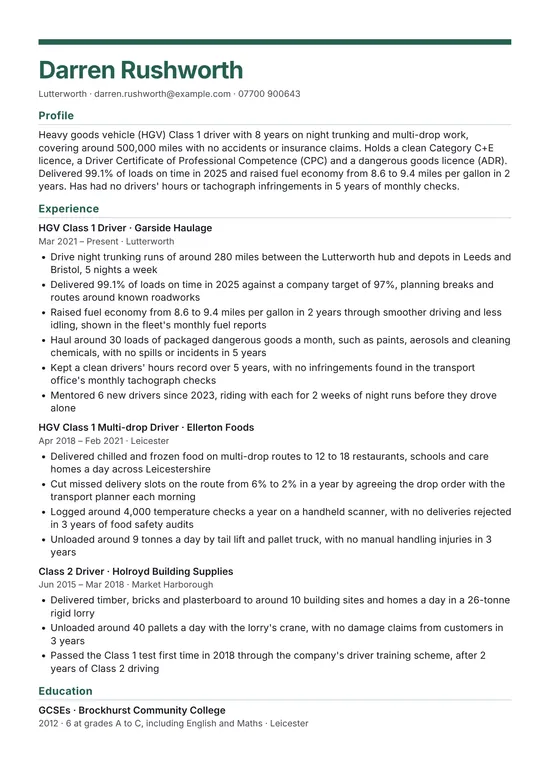 Darren Rushworth
Lutterworth · darren.rushworth@example.com · 07700 900643
Profile
Heavy goods vehicle (HGV) Class 1 driver with 8 years on night trunking and multi-drop work,
covering around 500,000 miles with no accidents or insurance claims. Holds a clean Category C+E
licence, a Driver Certificate of Professional Competence (CPC) and a dangerous goods licence (ADR).
Delivered 99.1% of loads on time in 2025 and raised fuel economy from 8.6 to 9.4 miles per gallon in 2
years. Has had no drivers' hours or tachograph infringements in 5 years of monthly checks.
Experience
HGV Class 1 Driver · Garside Haulage
Mar 2021 – Present · Lutterworth
• Drive night trunking runs of around 280 miles between the Lutterworth hub and depots in Leeds and
Bristol, 5 nights a week
• Delivered 99.1% of loads on time in 2025 against a company target of 97%, planning breaks and
routes around known roadworks
• Raised fuel economy from 8.6 to 9.4 miles per gallon in 2 years through smoother driving and less
idling, shown in the fleet's monthly fuel reports
• Haul around 30 loads of packaged dangerous goods a month, such as paints, aerosols and cleaning
chemicals, with no spills or incidents in 5 years
• Kept a clean drivers' hours record over 5 years, with no infringements found in the transport
office's monthly tachograph checks
• Mentored 6 new drivers since 2023, riding with each for 2 weeks of night runs before they drove
alone
HGV Class 1 Multi-drop Driver · Ellerton Foods
Apr 2018 – Feb 2021 · Leicester
• Delivered chilled and frozen food on multi-drop routes to 12 to 18 restaurants, schools and care
homes a day across Leicestershire
• Cut missed delivery slots on the route from 6% to 2% in a year by agreeing the drop order with the
transport planner each morning
• Logged around 4,000 temperature checks a year on a handheld scanner, with no deliveries rejected
in 3 years of food safety audits
• Unloaded around 9 tonnes a day by tail lift and pallet truck, with no manual handling injuries in 3
years
Class 2 Driver · Holroyd Building Supplies
Jun 2015 – Mar 2018 · Market Harborough
• Delivered timber, bricks and plasterboard to around 10 building sites and homes a day in a 26-tonne
rigid lorry
• Unloaded around 40 pallets a day with the lorry's crane, with no damage claims from customers in
3 years
• Passed the Class 1 test first time in 2018 through the company's driver training scheme, after 2
years of Class 2 driving
Education
GCSEs · Brockhurst Community College
2012 · 6 at grades A to C, including English and Maths · Leicester